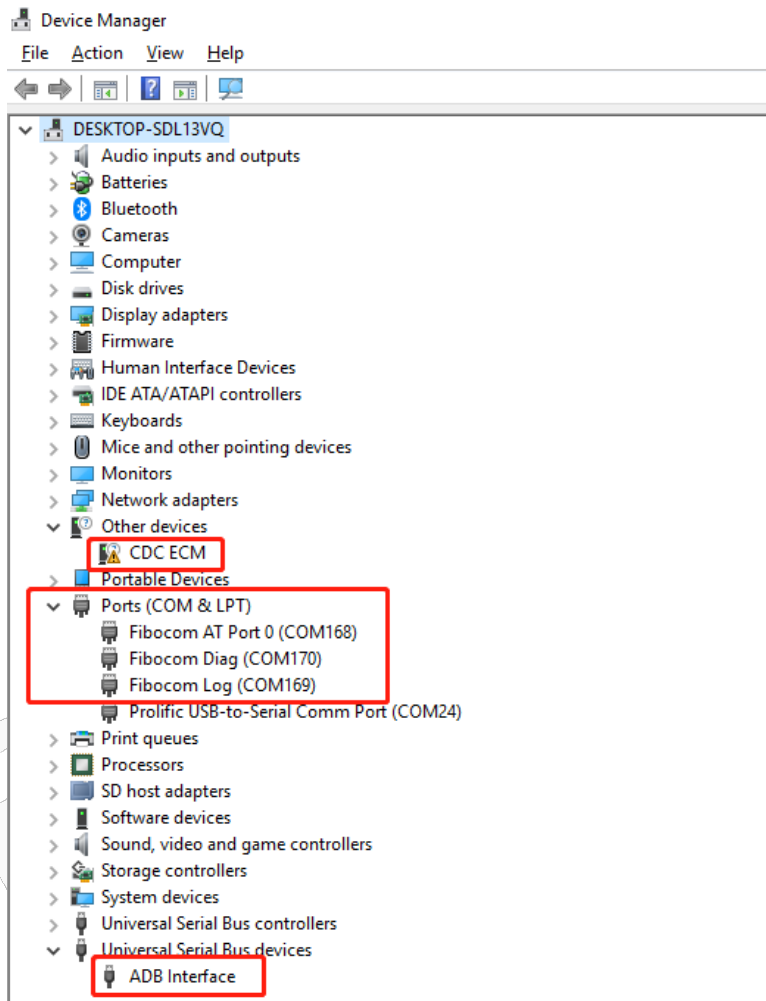 Device Manager
File Action View Help
DESKTOP-SDL13VQ
Audio inputs and outputs
Batteries
Bluetooth
Cameras
Computer
Disk drives
Display adapters
Firmware
Human Interface Devices
IDE ATA/ATAPI controllers
Keyboards
Mice and other pointing devices
Monitors
Network adapters
Other devices
CDC ECM
Portable Devices
Ports (COM & LPT)
Fibocom AT Port 0 (COM168)
Fibocom Diag (COM170)
Fibocom Log (COM169)
Prolific USB-to-Serial Comm Port (COM24)
Print queues
Processors
SD host adapters
Software devices
Sound, video and game controllers
Storage controllers
System devices
Universal Serial Bus controllers
Universal Serial Bus devices
ADB Interface